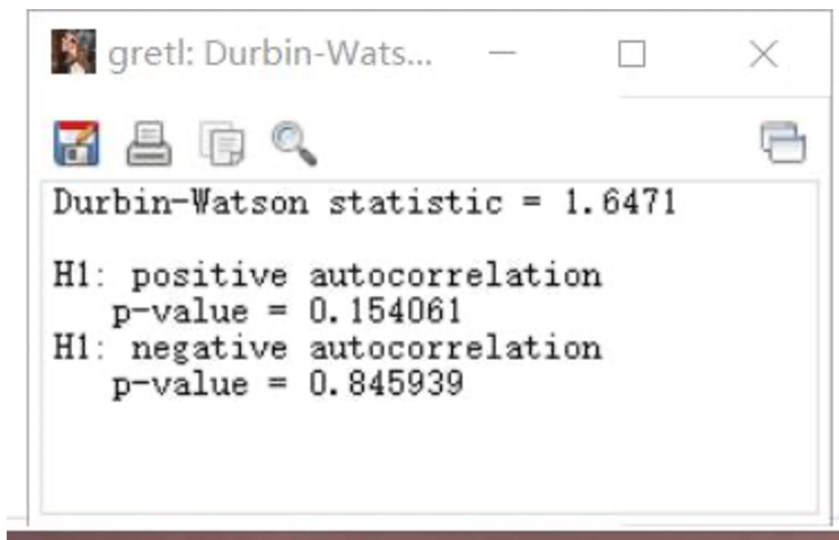 gretl: Durbin-Wats...
Durbin-Watson statistic = 1.6471
H1: positive autocorrelation
p-value = 0.154061
H1: negative autocorrelation
p-value = 0.845939